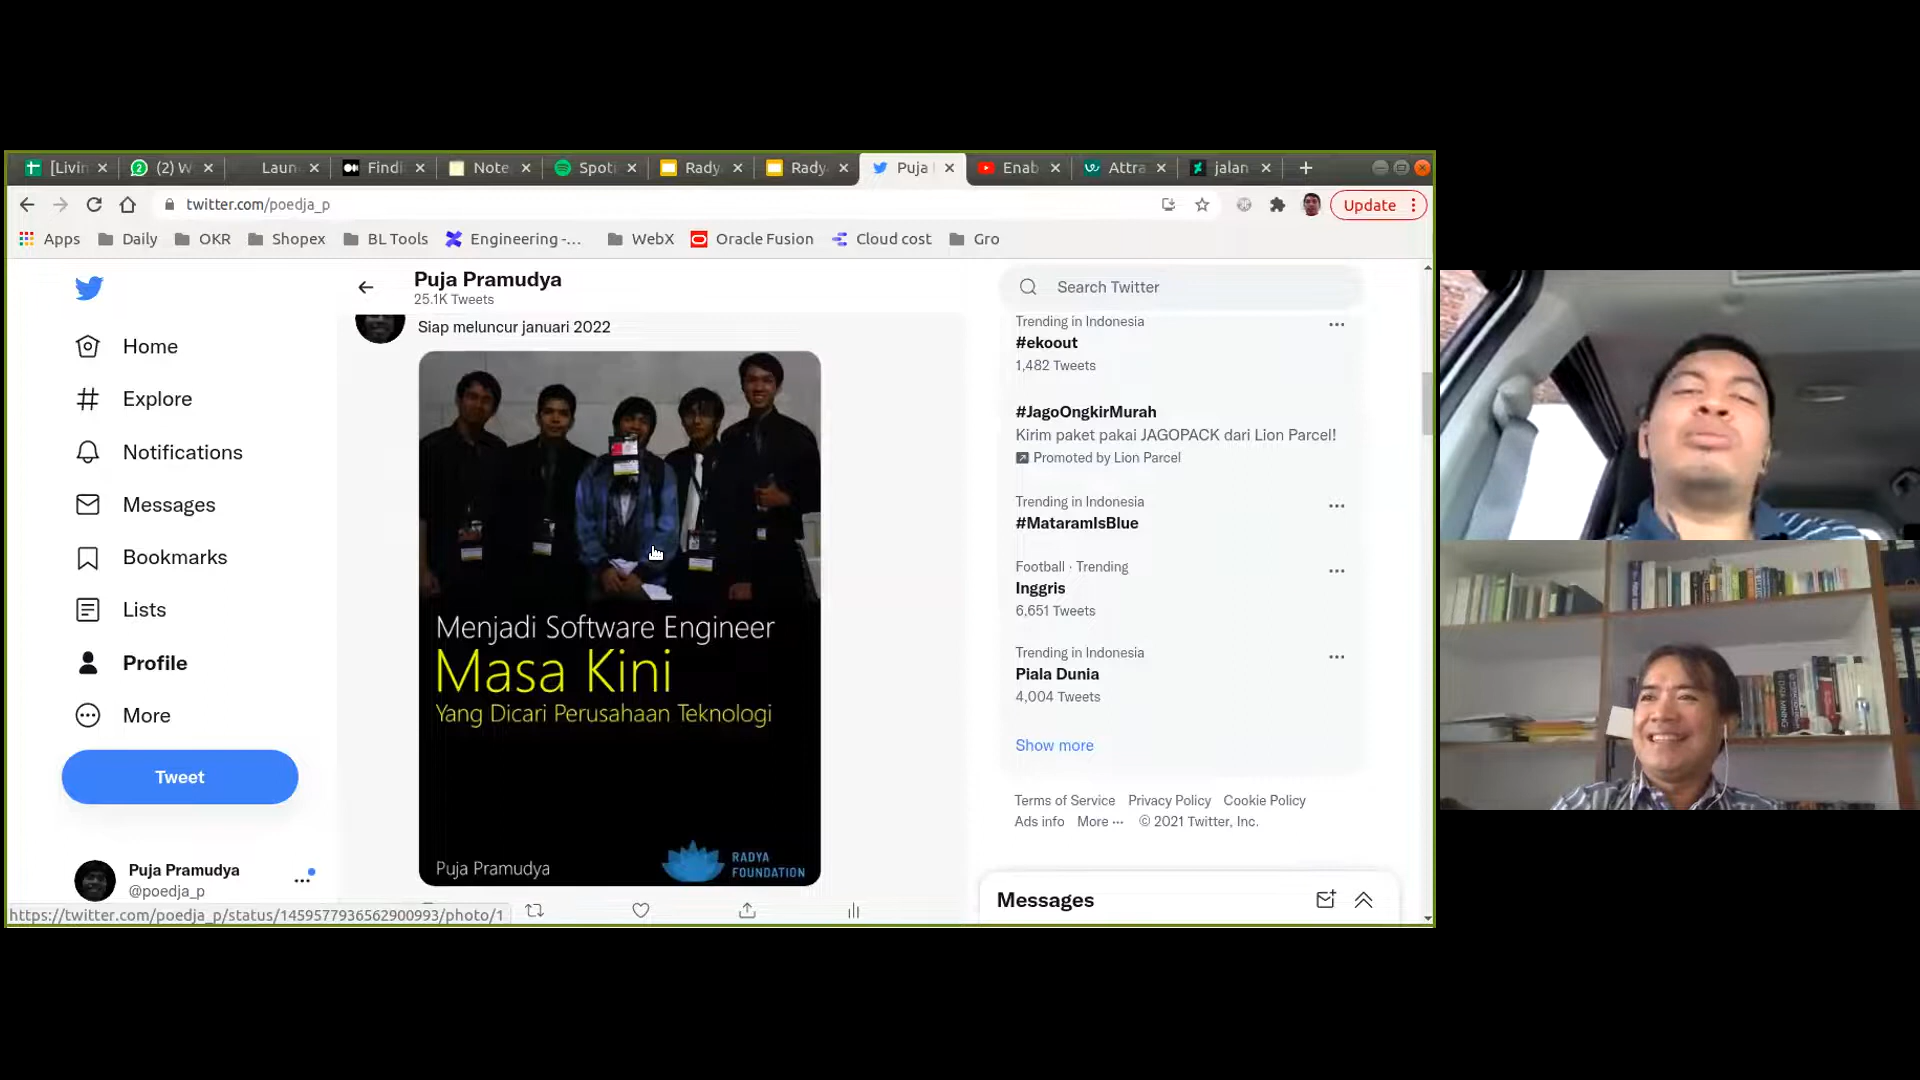 [Livin
(2) W
Laun
Findi
Note
Spoti
Rady
Rady
Puja
Enab
Attra
jalan
twitter.com/poedja_p
Update
Apps
Daily
OKR
Shopex
BL Tools
Engineering -...
WebX
Oracle Fusion
Cloud cost
Gro
Puja Pramudya
25.1K Tweets
Home
Explore
Notifications
Messages
Bookmarks
Lists
Profile
More
Tweet
Puja Pramudya
@poedja_p
https://twitter.com/poedja_p/status/1459577936562900993/photo/1
Siap meluncur januari 2022
Menjadi Software Engineer
Masa Kini
Yang Dicari Perusahaan Teknologi
Puja Pramudya
RADYA
FOUNDATION
Search Twitter
Trending in Indonesia
#ekoout
1,482 Tweets
#JagoOngkirMurah
Kirim paket pakai JAGOPACK dari Lion Parcel!
Promoted by Lion Parcel
Trending in Indonesia
#MataramIsBlue
Football · Trending
Inggris
6,651 Tweets
Trending in Indonesia
Piala Dunia
4,004 Tweets
Show more
Terms of Service Privacy Policy Cookie Policy
Ads info More ··· © 2021 Twitter, Inc.
Messages